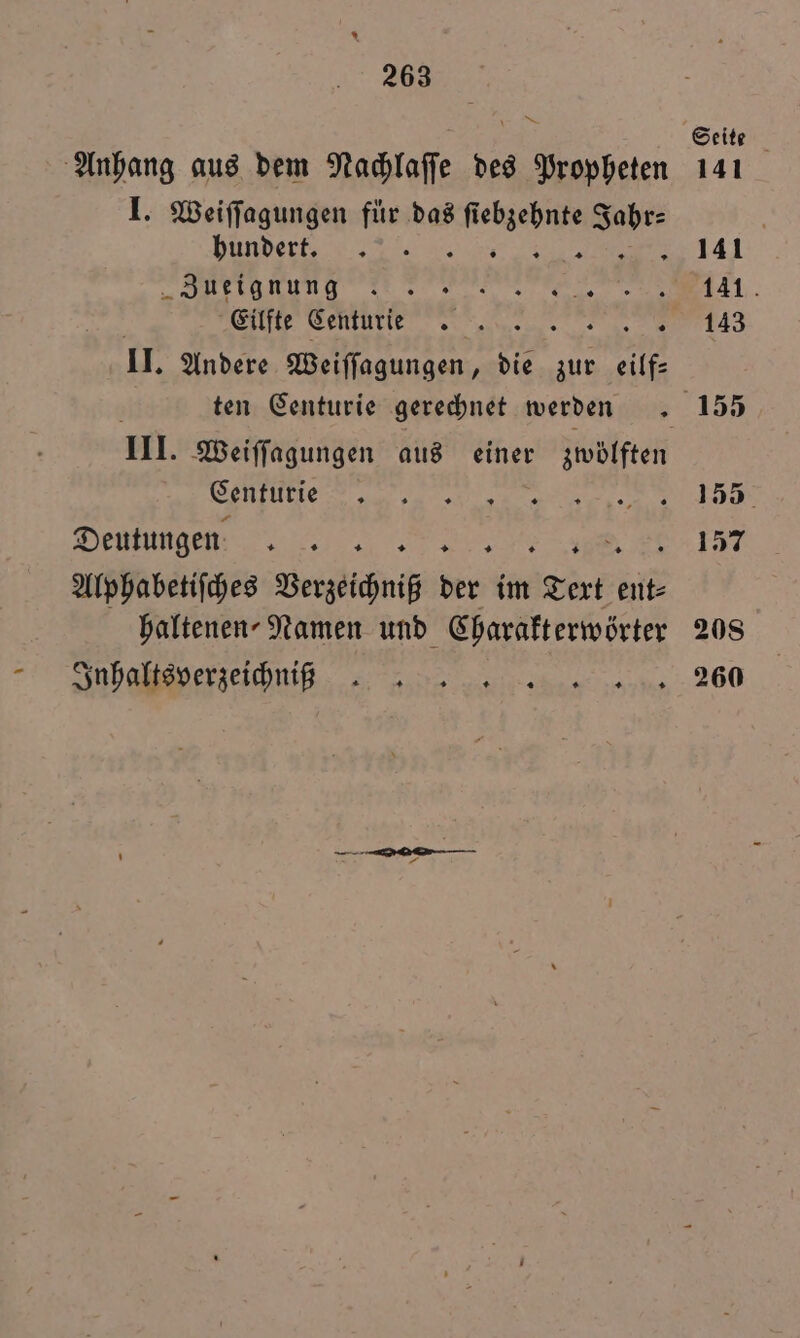 263
Seite
Anhang aus dem Nachlaſſe des Propheten 141
I. Weiſſagungen für das ſiebzehnte Jahr⸗
hundert. . . . . . . . . 141
Zueignung . . . . . . . . 141.
Eilfte Centurie . . . . . . . 143
II. Andere Weiſſagungen, die zur eilf⸗
ten Centurie gerechnet werden . 155
III. Weiſſagungen aus einer zwölften
Centurie . . . . . . . . 155
Deutungen . . . . . . . . . 157
Alphabetiſches Verzeichniß der im Text ent⸗
haltenen Namen und Charakterwörter 208
Inhaltsverzeichniß . . . . . . . 260